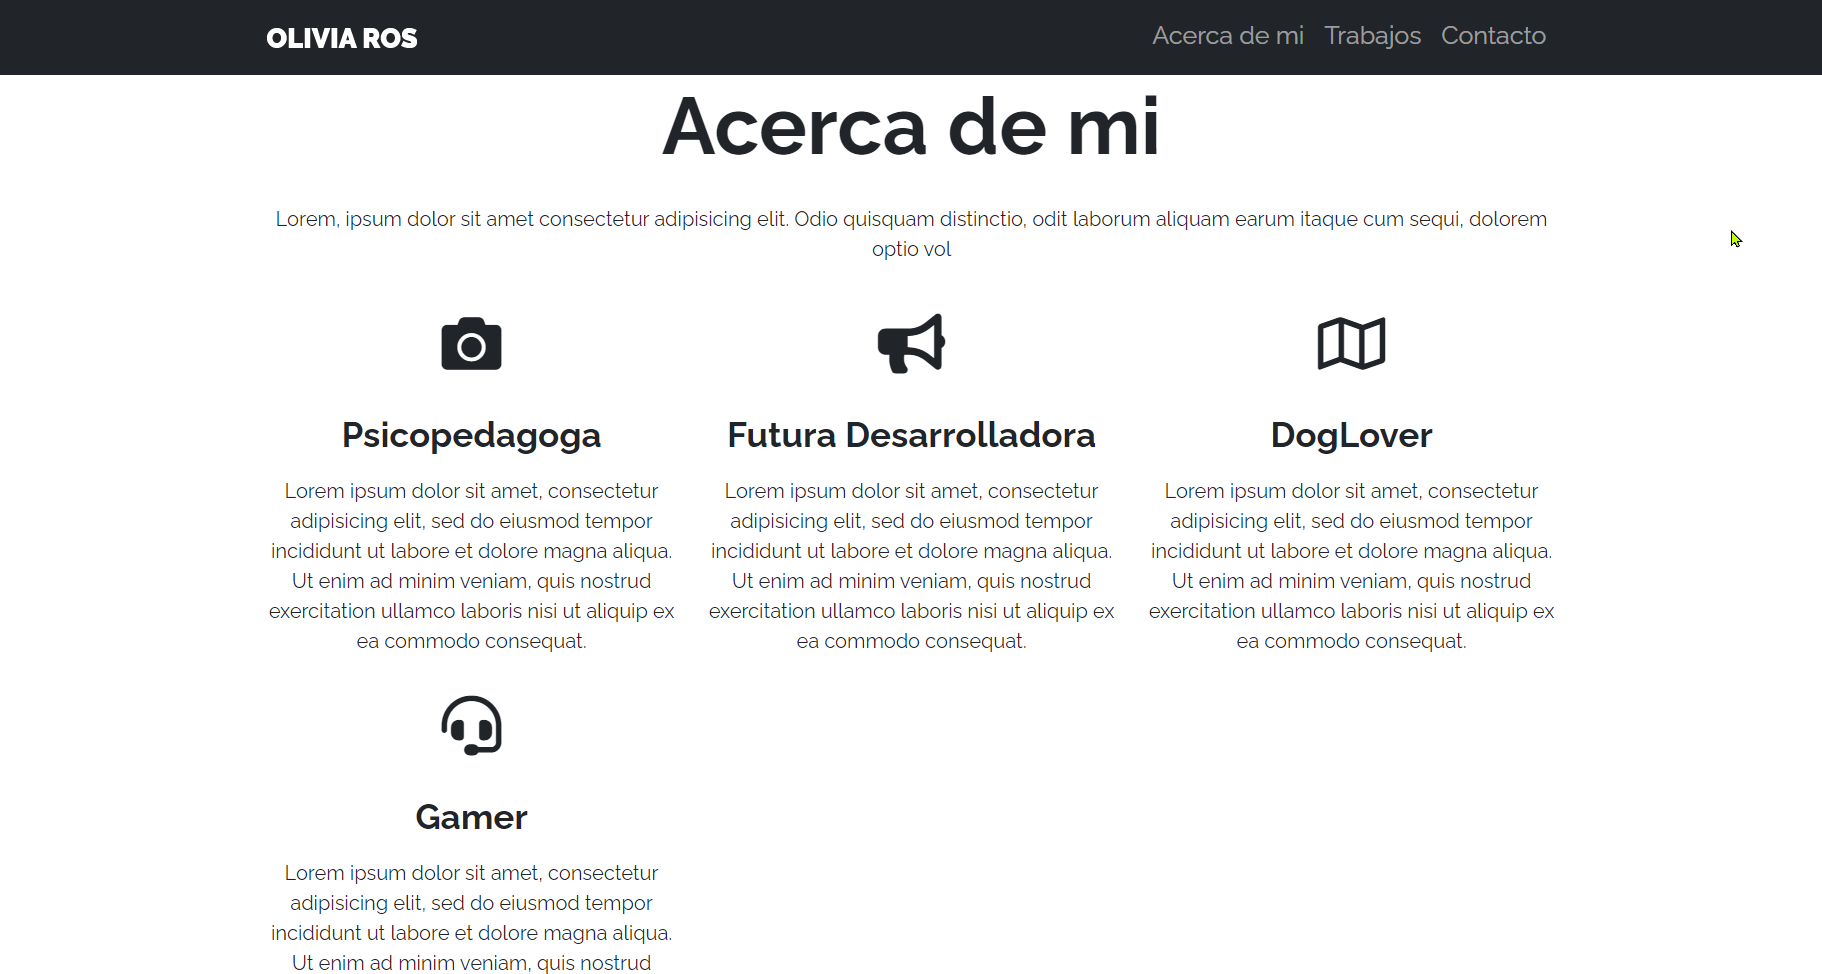 OLIVIA ROS
Acerca de mi
Trabajos
Contacto
Acerca de mi
Lorem, ipsum dolor sit amet consectetur adipisicing elit. Odio quisquam distinctio, odit laborum aliquam earum itaque cum sequi, dolorem
optio vol
Psicopedagoga
Lorem ipsum dolor sit amet, consectetur
adipisicing elit, sed do eiusmod tempor
incididunt ut labore et dolore magna aliqua.
Ut enim ad minim veniam, quis nostrud
exercitation ullamco laboris nisi ut aliquip ex
ea commodo consequat.
Futura Desarrolladora
Lorem ipsum dolor sit amet, consectetur
adipisicing elit, sed do eiusmod tempor
incididunt ut labore et dolore magna aliqua.
Ut enim ad minim veniam, quis nostrud
exercitation ullamco laboris nisi ut aliquip ex
ea commodo consequat.
DogLover
Lorem ipsum dolor sit amet, consectetur
adipisicing elit, sed do eiusmod tempor
incididunt ut labore et dolore magna aliqua.
Ut enim ad minim veniam, quis nostrud
exercitation ullamco laboris nisi ut aliquip ex
ea commodo consequat.
Gamer
Lorem ipsum dolor sit amet, consectetur
adipisicing elit, sed do eiusmod tempor
incididunt ut labore et dolore magna aliqua.
Ut enim ad minim veniam, quis nostrud